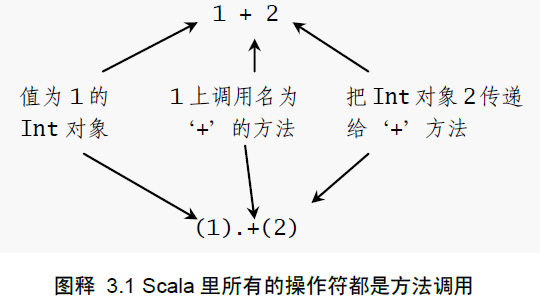 1 + 2
值为 1 的
Int 对象
1 上调用名为
‘+’ 的方法
把 Int 对象 2 传递
给 ‘+’ 方法
(1).+(2)
图释 3.1 Scala 里所有的操作符都是方法调用